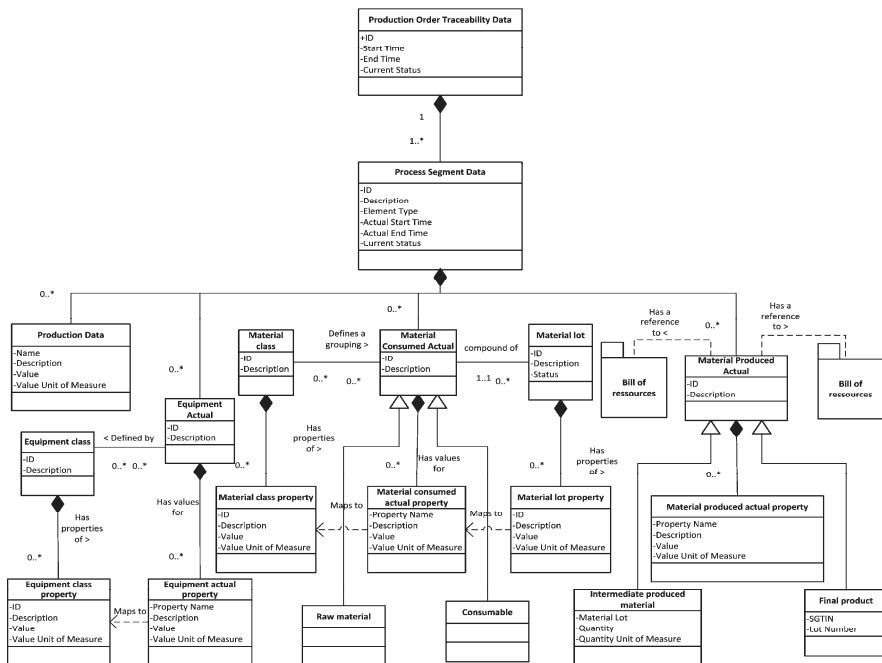 Production Order Traceability Data
+ID
-Start Time
-End Time
-Current Status
1
1..*
Process Segment Data
-ID
-Description
-Element Type
-Actual Start Time
-Actual End Time
-Current Status
0..*
0..*
0..*
0..*
Production Data
-Name
-Description
-Value
-Value Unit of Measure
Material
class
-ID
-Description
Defines a
grouping >
0..*
0..*
Material
Consumed Actual
-ID
-Description
compound of
1..1
0..*
Material lot
-ID
-Description
-Status
Has a
reference
to <
Bill of
ressources
Material Produced
Actual
-ID
-Description
Has a
reference
to >
Bill of
ressources
Equipment
Actual
-ID
-Description
< Defined by
0..*
0..*
Equipment class
-ID
-Description
Has
properties
of >
0..*
Has values
for
0..*
Has
properties
of >
0..*
Has values
for
0..*
Has
properties
of >
0..*
0..*
Material class property
-ID
-Description
-Value
-Value Unit of Measure
Maps to
Material consumed
actual property
-Property Name
-Description
-Value
-Value Unit of Measure
Maps to
Material lot property
-ID
-Description
-Value
-Value Unit of Measure
Material produced actual property
-Property Name
-Description
-Value
-Value Unit of Measure
Equipment class
property
-ID
-Description
-Value
-Value Unit of Measure
Maps to
Equipment actual
property
-Property Name
-Description
-Value
-Value Unit of Measure
Raw material
Consumable
Intermediate produced
material
-Material Lot
-Quantity
-Quantity Unit of Measure
Final product
-SGTIN
-Lot Number